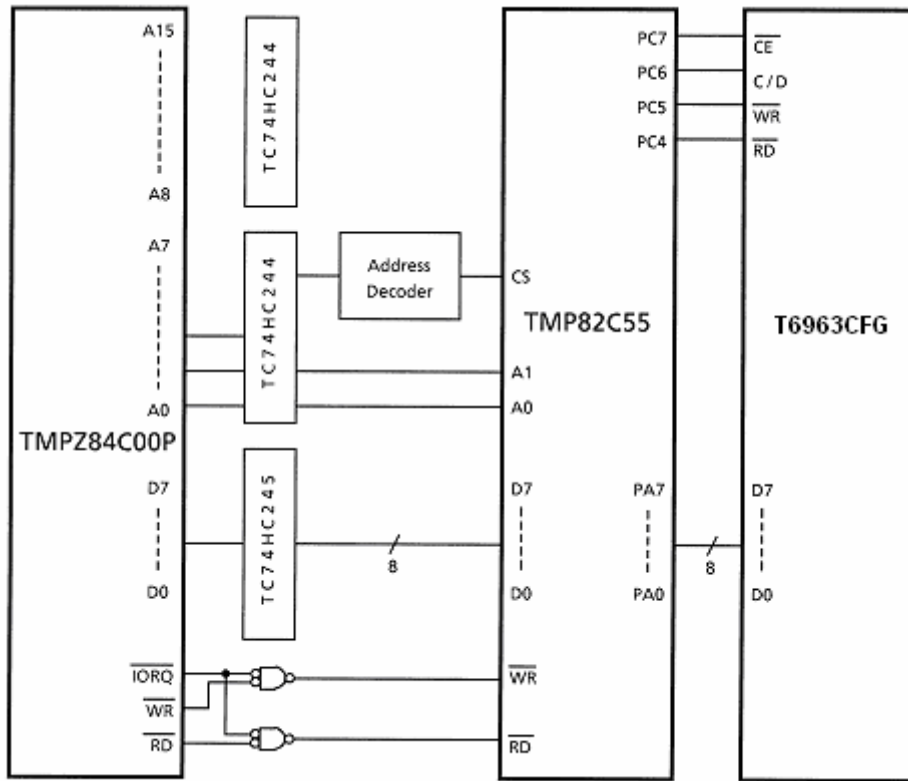 A15
A8
A7
A0
TMPZ84C00P
D7
D0
IORQ
WR
RD
TC74HC244
TC74HC244
TC74HC245
Address
Decoder
8
PC7
PC6
PC5
PC4
CS
TMP82C55
A1
A0
D7
D0
PA7
PA0
WR
RD
8
CE
C/D
WR
RD
T6963CFG
D7
D0